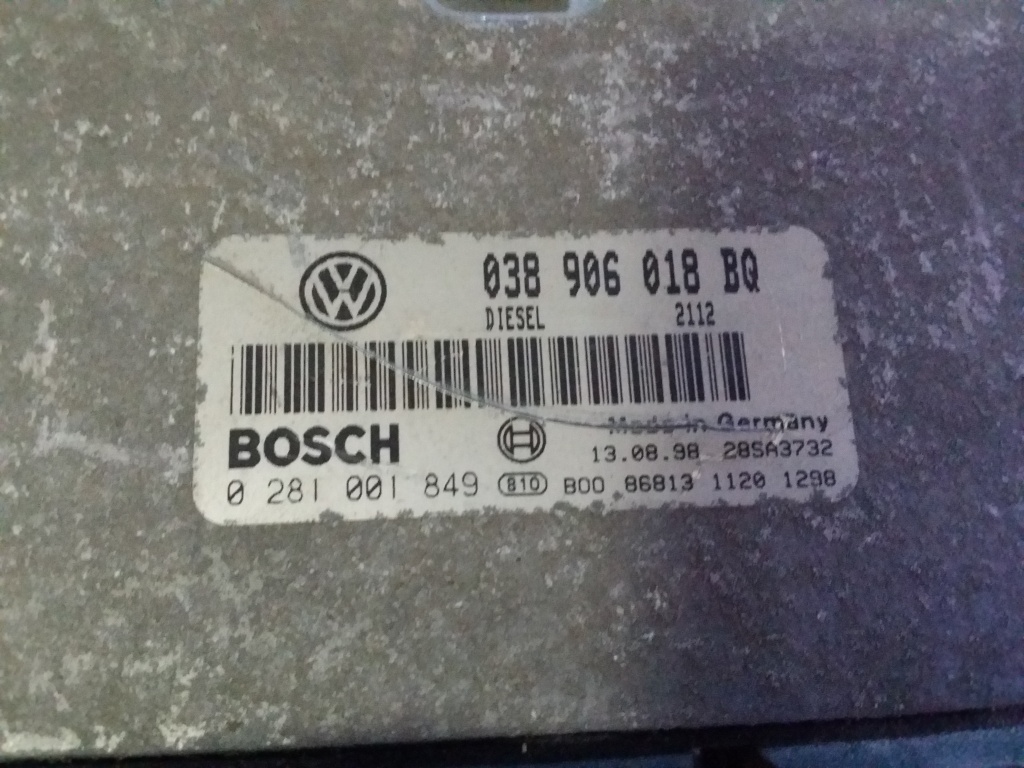 038 906 018 BQ
DIESEL 2112
BOSCH
Made in Germany
13.08.98 28SA3732
0 281 001 849 B10 B00 86813 1120 1298